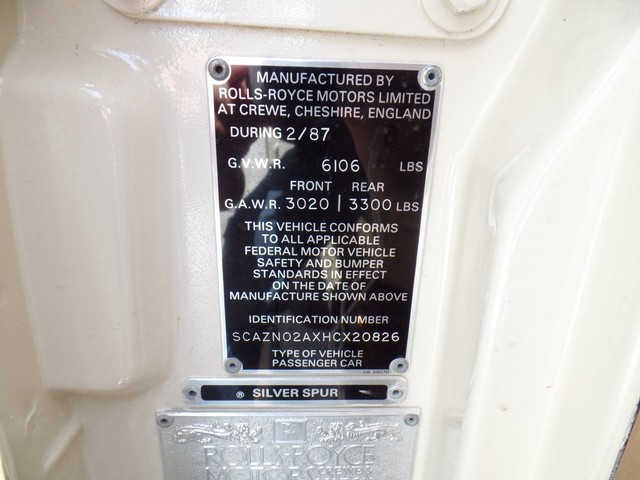 MANUFACTURED BY
ROLLS-ROYCE MOTORS LIMITED
AT CREWE, CHESHIRE, ENGLAND
DURING 2/87
G.V.W.R. 6106 LBS
FRONT REAR
G.A.W.R. 3020 | 3300 LBS
THIS VEHICLE CONFORMS
TO ALL APPLICABLE
FEDERAL MOTOR VEHICLE
SAFETY AND BUMPER
STANDARDS IN EFFECT
ON THE DATE OF
MANUFACTURE SHOWN ABOVE
IDENTIFICATION NUMBER
SCAZN02AXHCX20826
TYPE OF VEHICLE
PASSENGER CAR
® SILVER SPUR
ROLLS-ROYCE
MOTORS CREWE